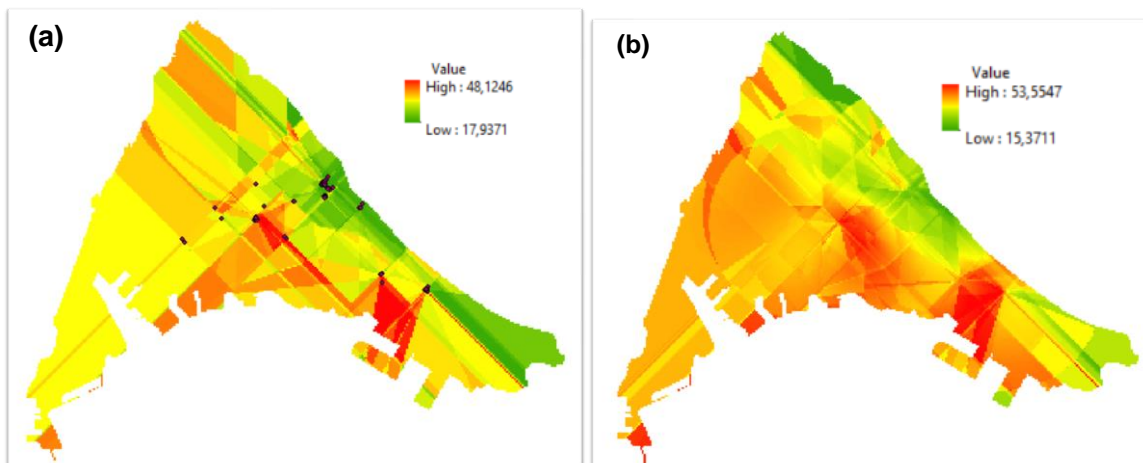 (a)
Value
High : 48,1246
Low : 17,9371
(b)
Value
High : 53,5547
Low : 15,3711